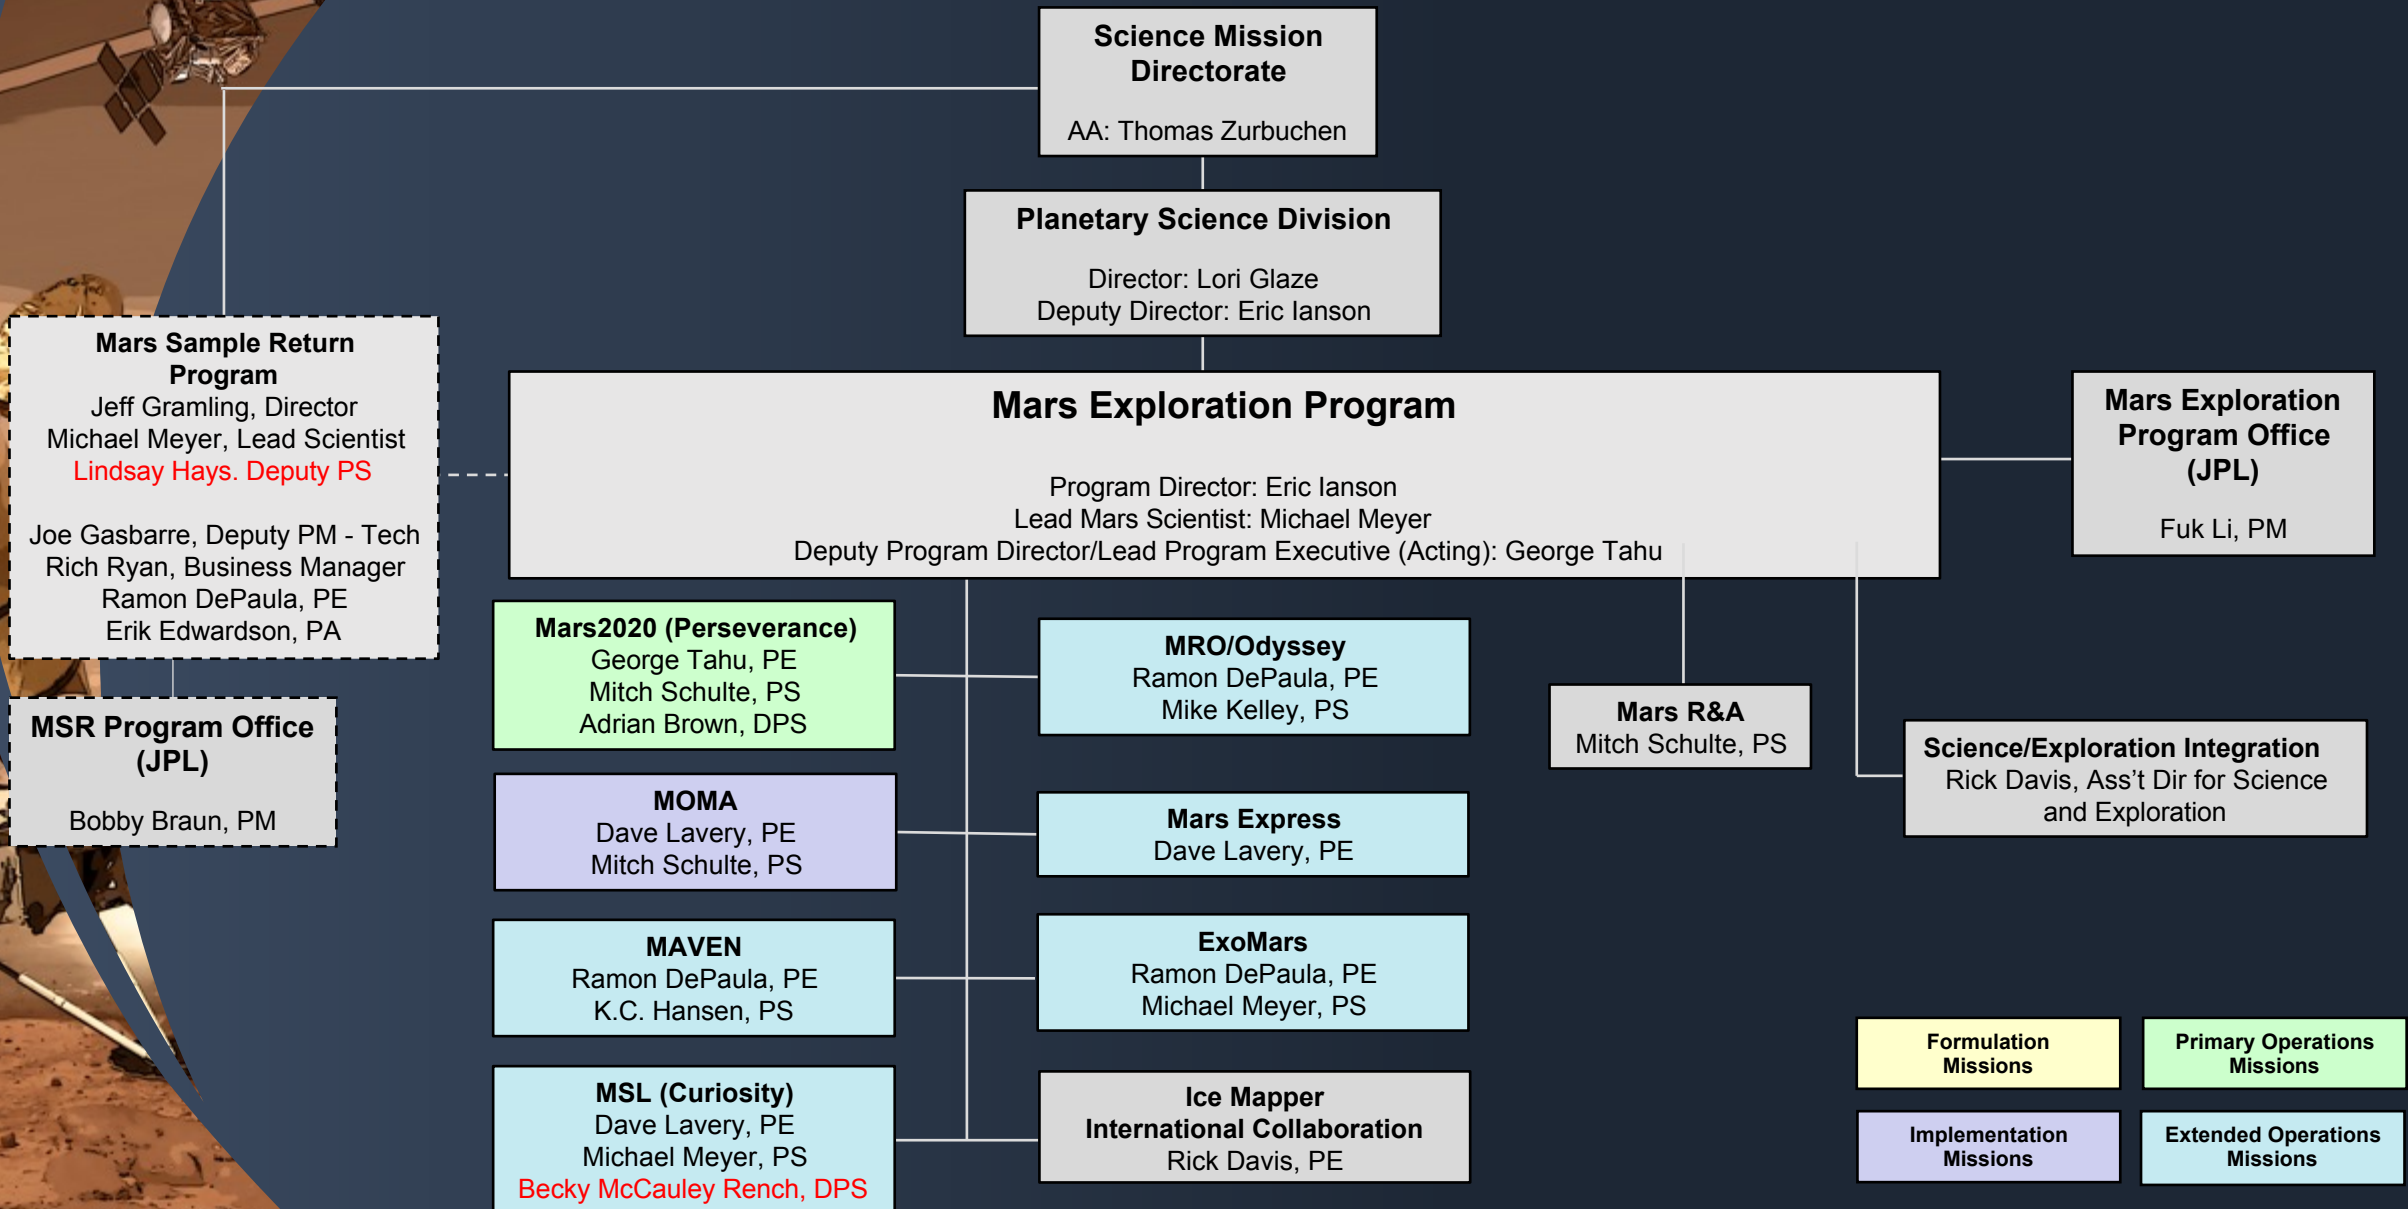 Science Mission
Directorate
AA: Thomas Zurbuchen
Planetary Science Division
Director: Lori Glaze
Deputy Director: Eric Ianson
Mars Sample Return
Program
Jeff Gramling, Director
Michael Meyer, Lead Scientist
Lindsay Hays. Deputy PS
Joe Gasbarre, Deputy PM - Tech
Rich Ryan, Business Manager
Ramon DePaula, PE
Erik Edwardson, PA
MSR Program Office
(JPL)
Bobby Braun, PM
Mars Exploration Program
Program Director: Eric Ianson
Lead Mars Scientist: Michael Meyer
Deputy Program Director/Lead Program Executive (Acting): George Tahu
Mars Exploration
Program Office
(JPL)
Fuk Li, PM
Mars2020 (Perseverance)
George Tahu, PE
Mitch Schulte, PS
Adrian Brown, DPS
MRO/Odyssey
Ramon DePaula, PE
Mike Kelley, PS
MOMA
Dave Lavery, PE
Mitch Schulte, PS
Mars Express
Dave Lavery, PE
MAVEN
Ramon DePaula, PE
K.C. Hansen, PS
ExoMars
Ramon DePaula, PE
Michael Meyer, PS
MSL (Curiosity)
Dave Lavery, PE
Michael Meyer, PS
Becky McCauley Rench, DPS
Ice Mapper
International Collaboration
Rick Davis, PE
Mars R&A
Mitch Schulte, PS
Science/Exploration Integration
Rick Davis, Ass’t Dir for Science
and Exploration
Formulation
Missions
Primary Operations
Missions
Implementation
Missions
Extended Operations
Missions